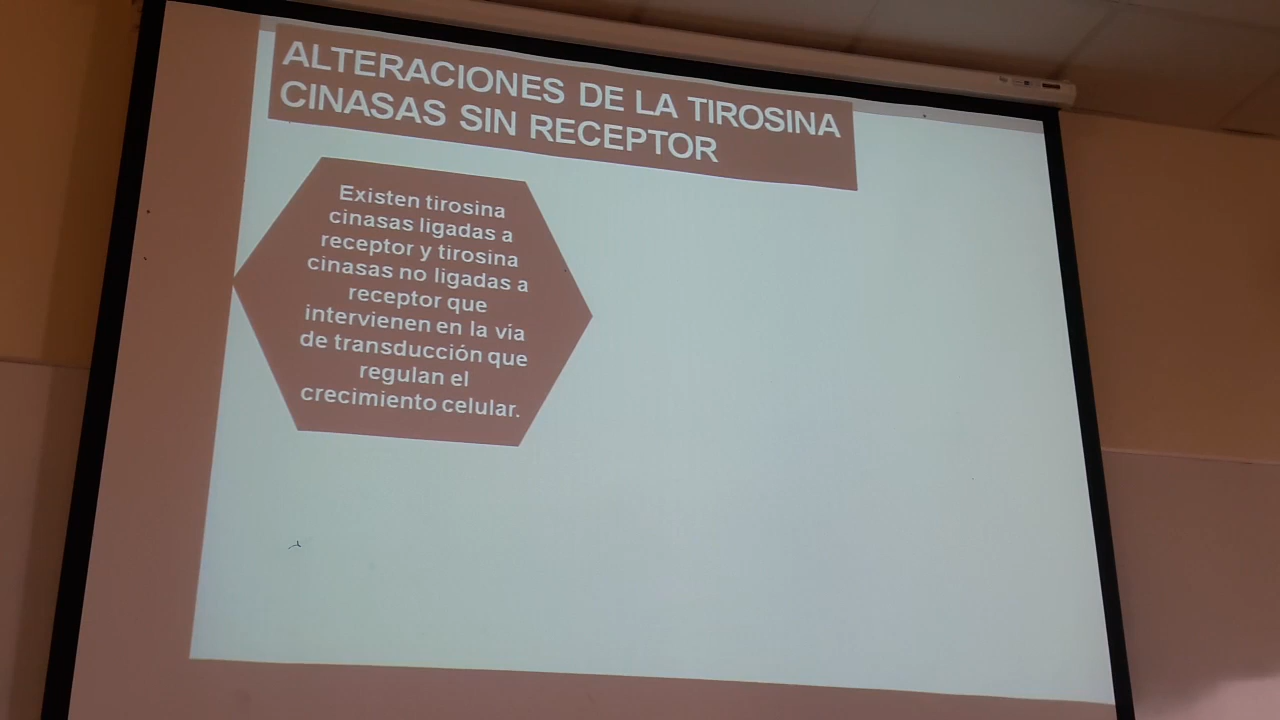 ALTERACIONES DE LA TIROSINA
CINASAS SIN RECEPTOR
Existen tirosina
cinasas ligadas a
receptor y tirosina
cinasas no ligadas a
receptor que
intervienen en la vía
de transducción que
regulan el
crecimiento celular.